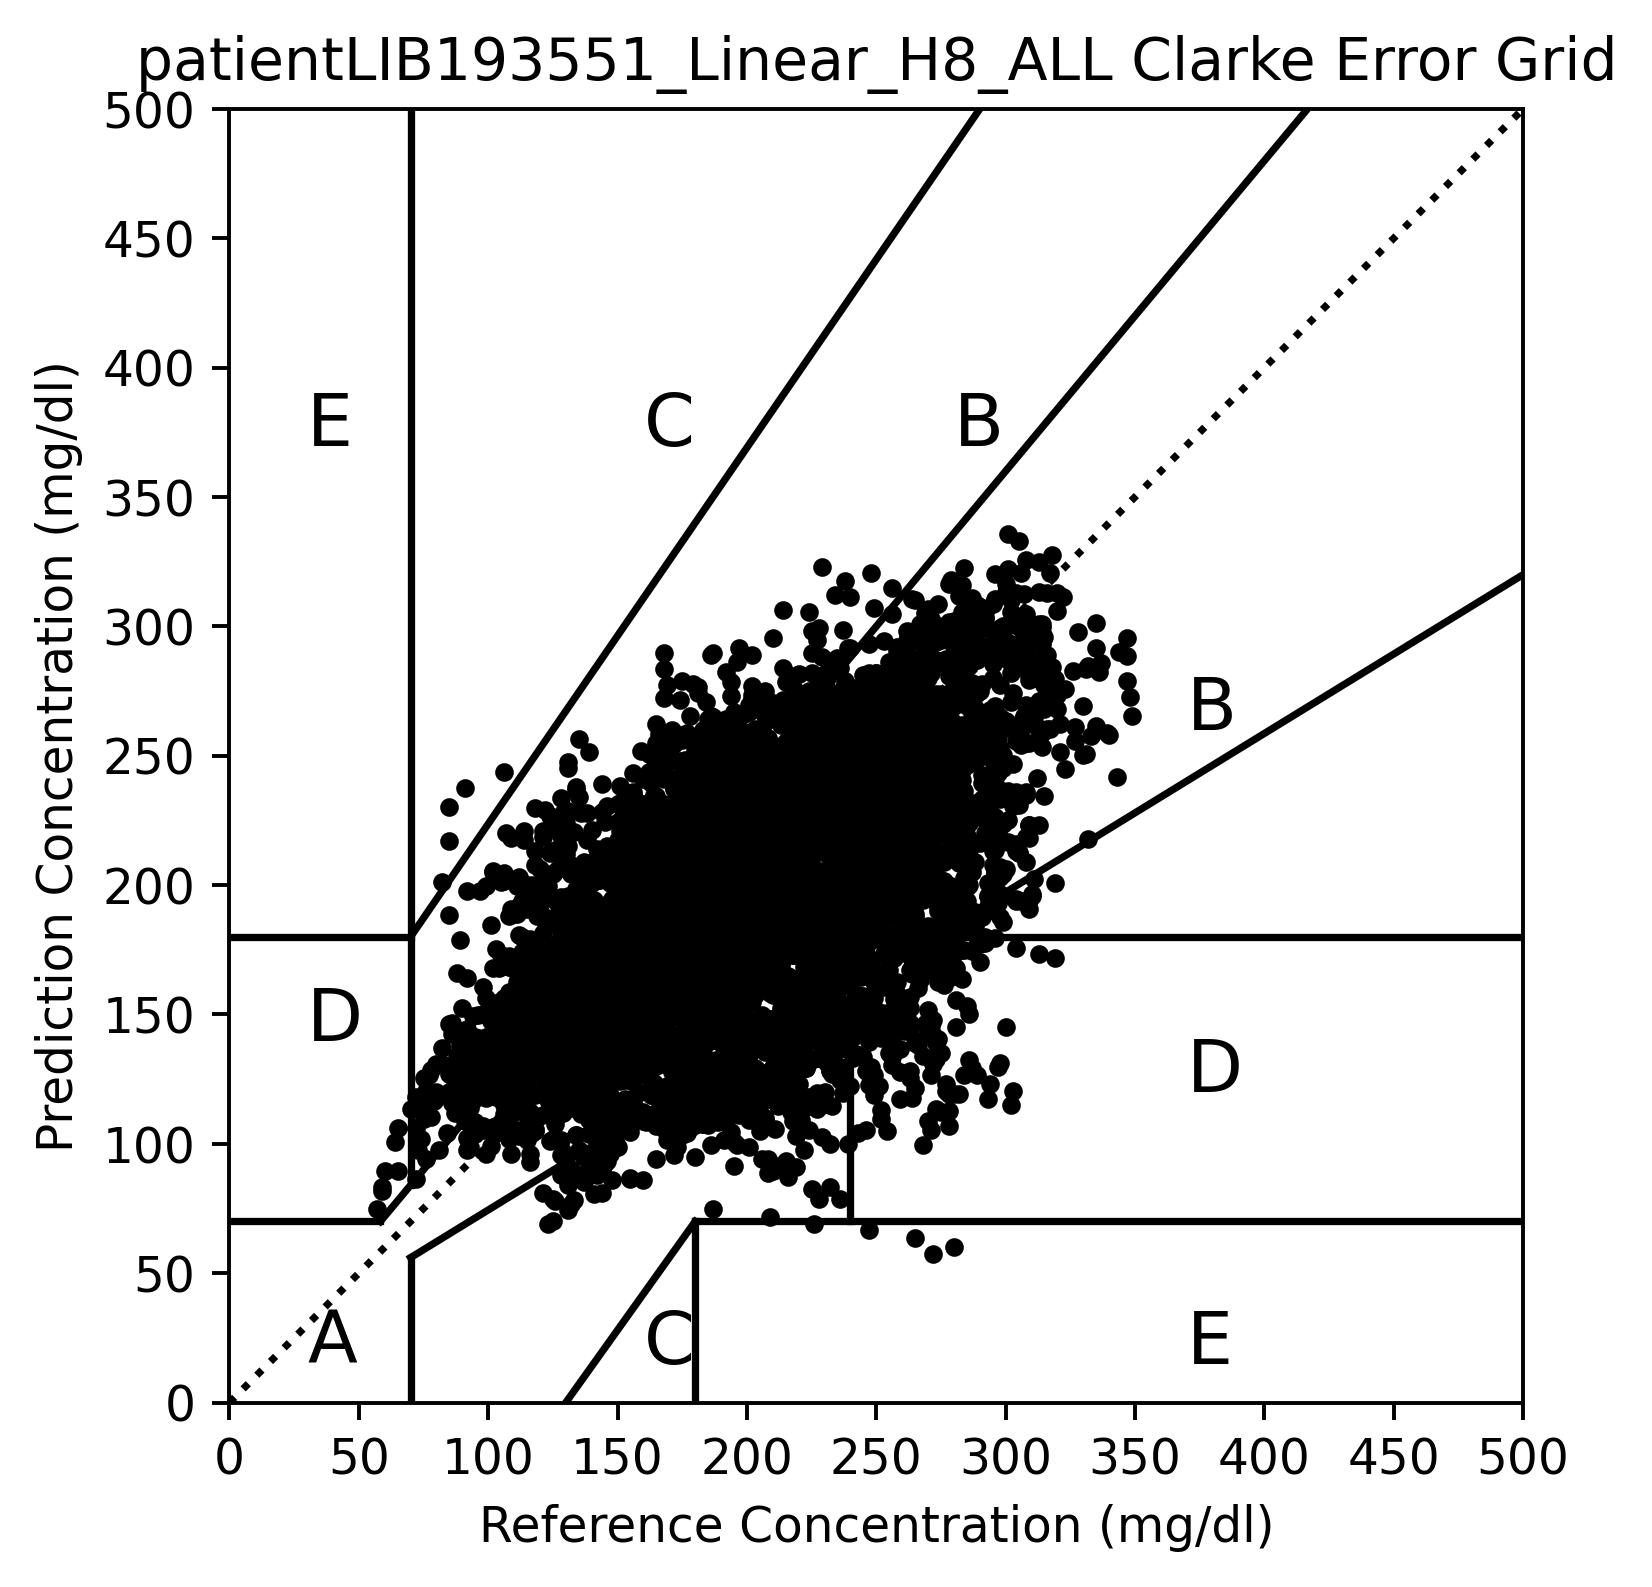 patientLIB193551_Linear_H8_ALL Clarke Error Grid
Prediction Concentration (mg/dl)
500
450
400
350
300
250
200
150
100
50
0
E
C
B
B
D
D
A
C
E
0 50 100 150 200 250 300 350 400 450 500
Reference Concentration (mg/dl)